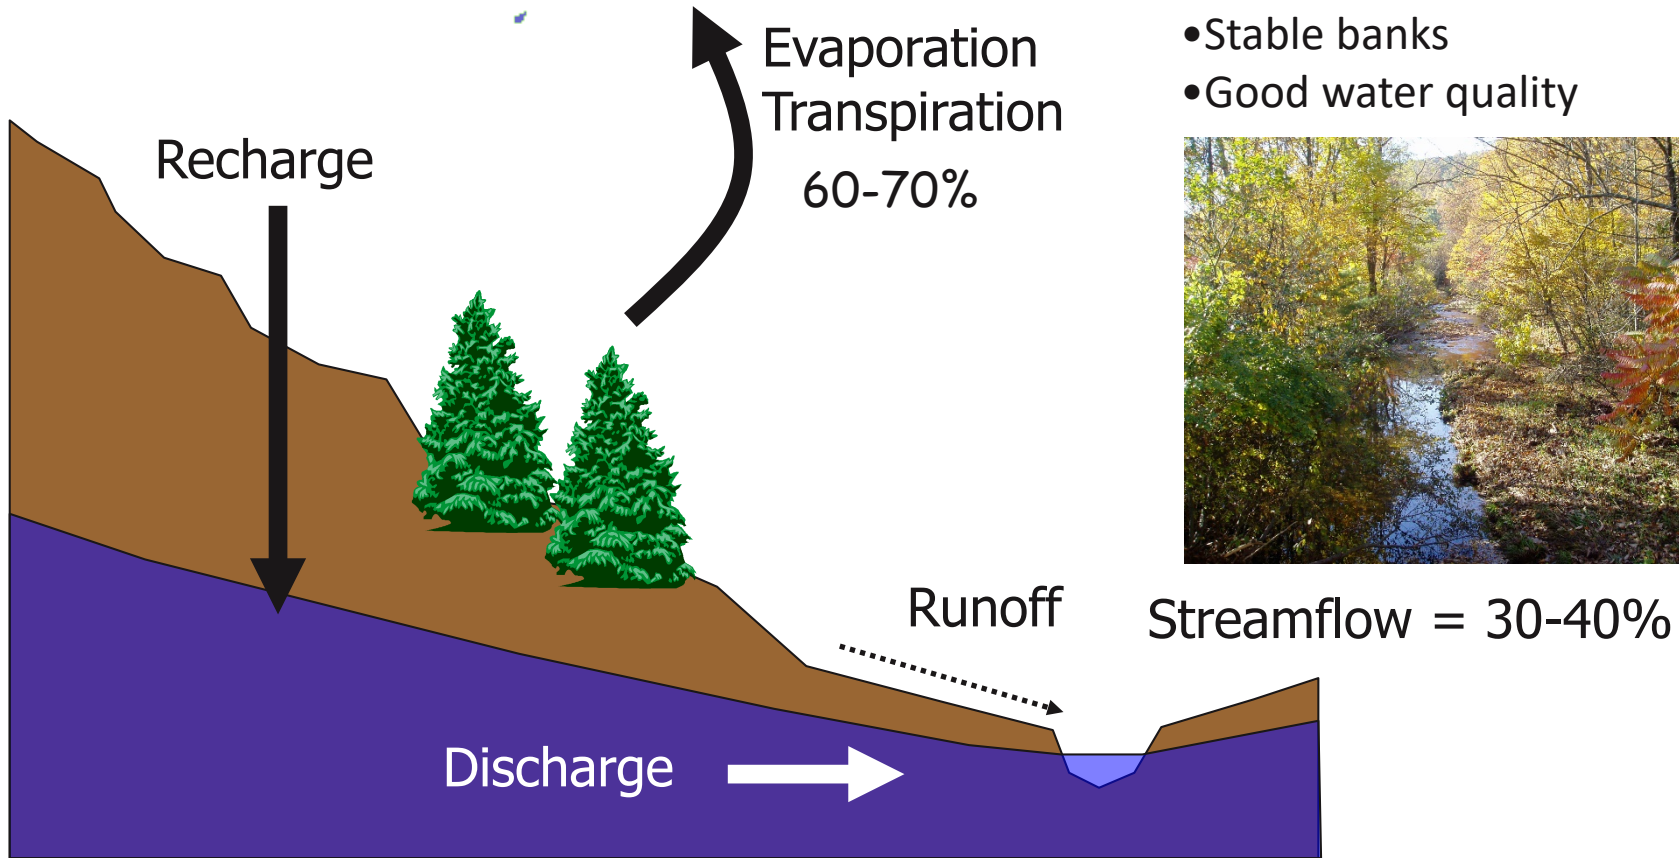 Evaporation
Transpiration
60-70%
•Stable banks
•Good water quality
Recharge
Runoff
Streamflow = 30-40%
Discharge